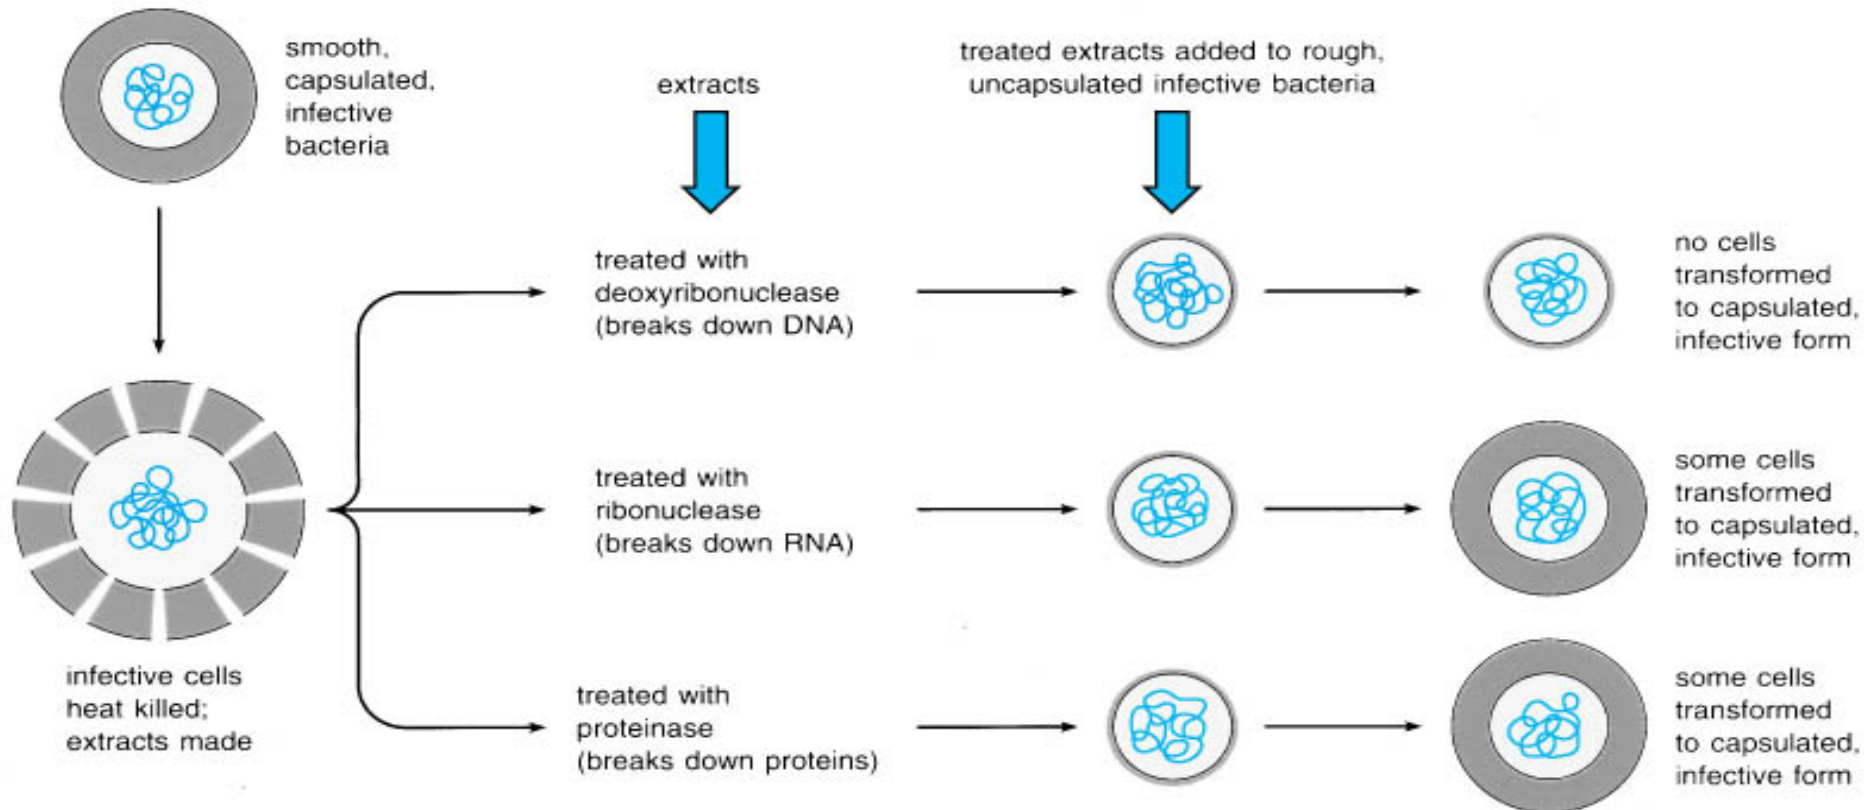 smooth,
capsulated,
infective
bacteria
extracts
treated extracts added to rough,
uncapsulated infective bacteria
treated with
deoxyribonuclease
(breaks down DNA)
no cells
transformed
to capsulated,
infective form
treated with
ribonuclease
(breaks down RNA)
some cells
transformed
to capsulated,
infective form
infective cells
heat killed;
extracts made
treated with
proteinase
(breaks down proteins)
some cells
transformed
to capsulated,
infective form